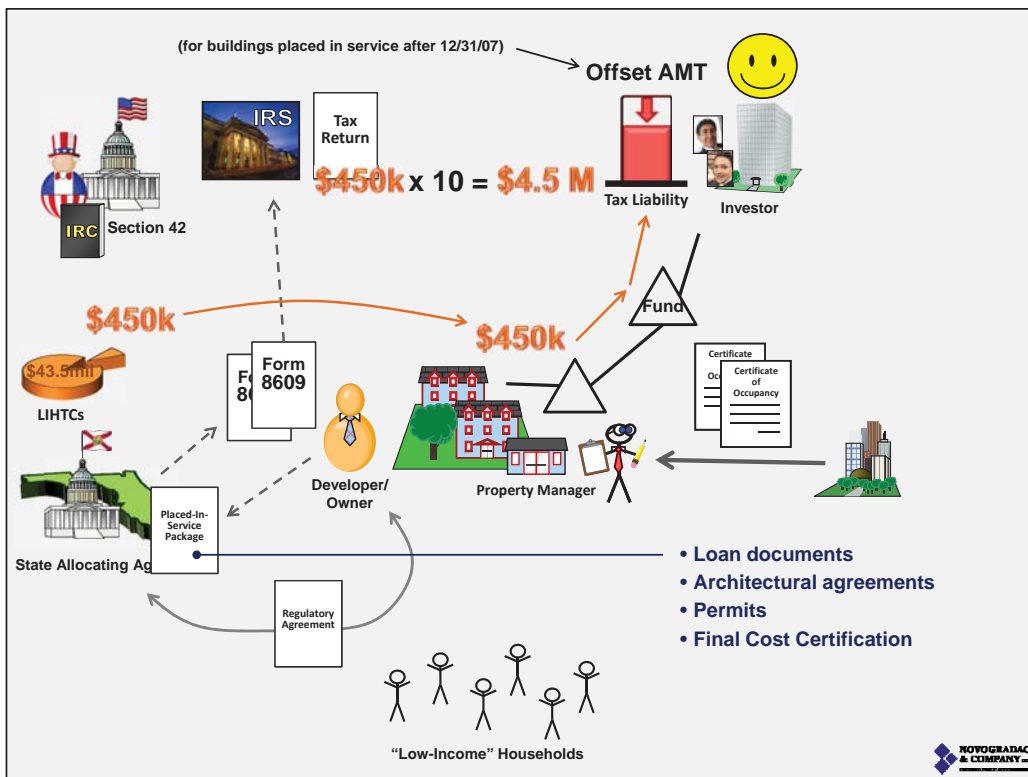 (for buildings placed in service after 12/31/07)
Offset AMT
IRS
Tax
Return
$450k x 10 = $4.5 M
Tax Liability
Investor
IRC
Section 42
$450k
$450k
Fund
$43.5mil
LIHTCs
Form
8609
Certificate
Certificate
of
Occupancy
Developer/
Owner
Property Manager
Placed-In-
Service
Package
State Allocating Ag
Regulatory
Agreement
• Loan documents
• Architectural agreements
• Permits
• Final Cost Certification
“Low-Income” Households
NOVOGRADAC
& COMPANY